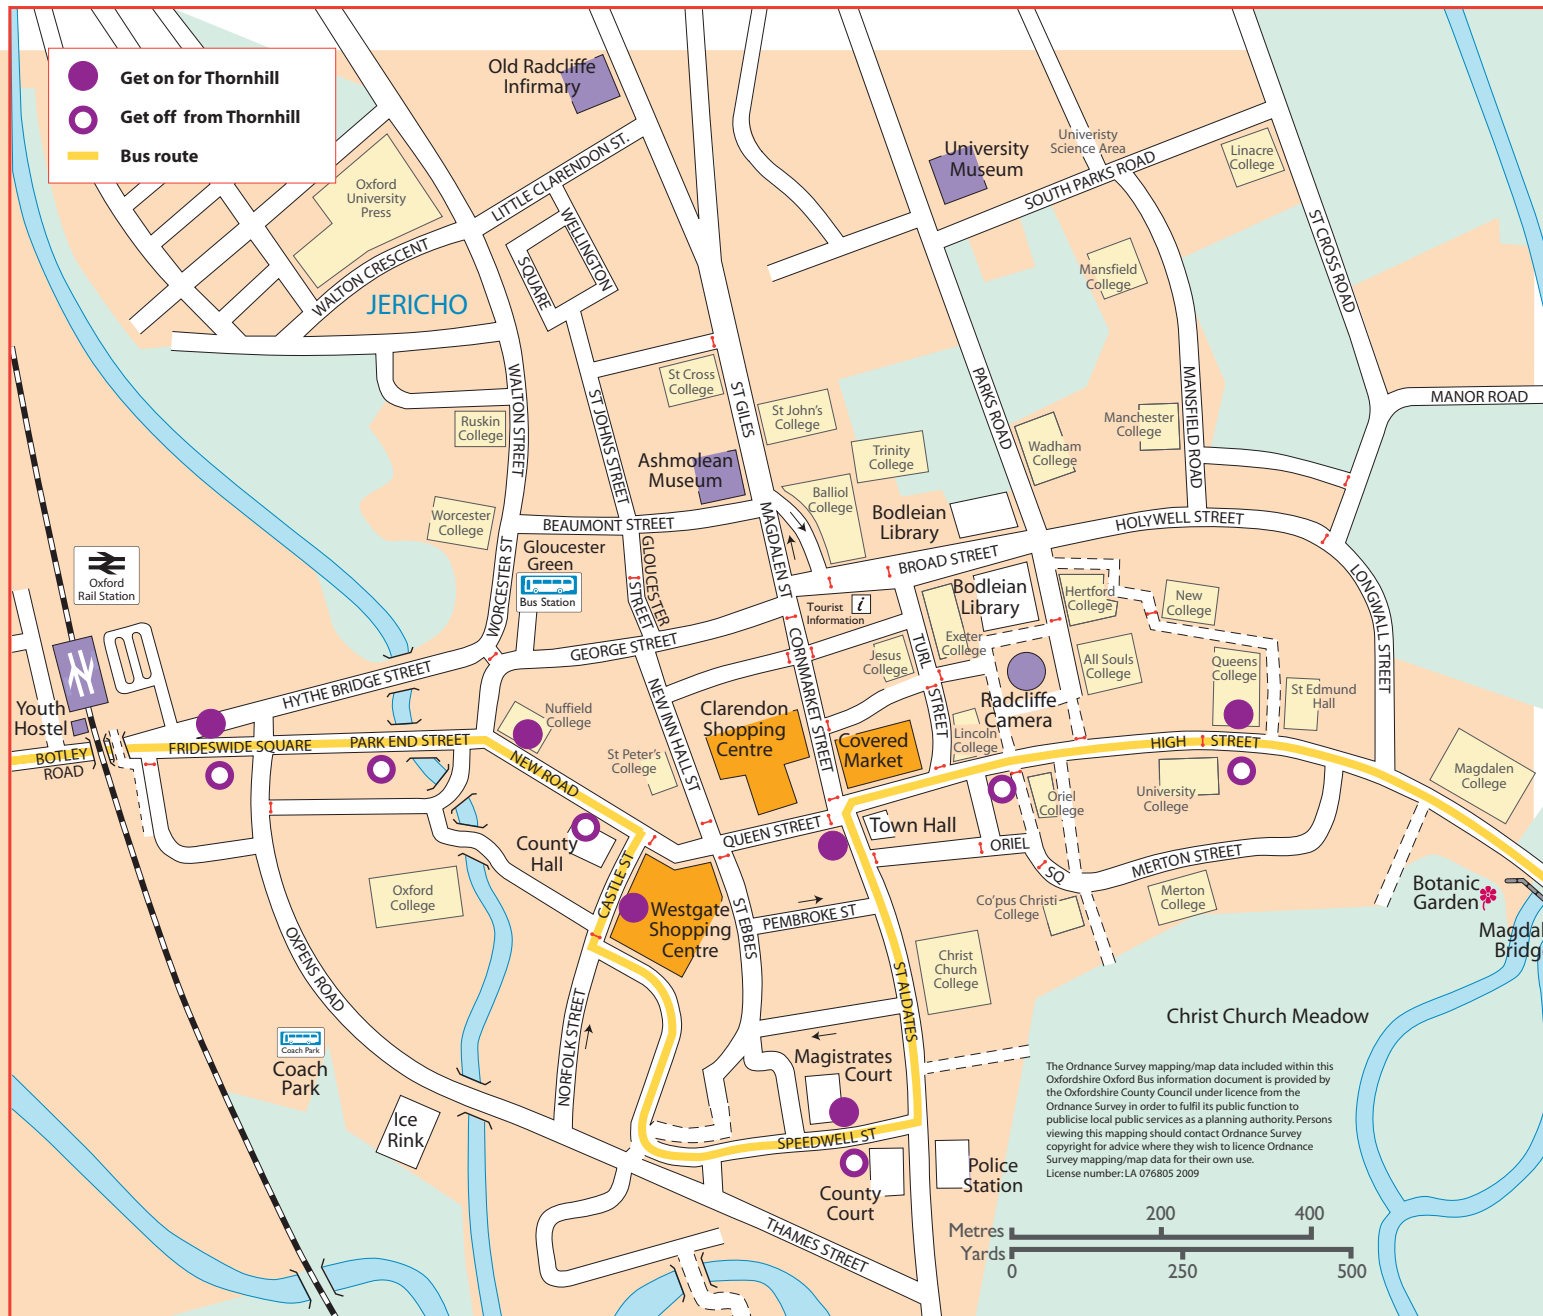 Get on for Thornhill
Get off  from Thornhill
Bus route
Old Radcliffe
Infirmary
Oxford
University
Press
LITTLE CLARENDON ST.
WELLINGTON
SQUARE
WALTON CRESCENT
JERICHO
University
Museum
Univeristy
Science Area
SOUTH PARKS ROAD
Linacre
College
ST CROSS ROAD
Mansfield
College
MANSFIELD ROAD
MANOR ROAD
St Cross
College
ST GILES
St John's
College
PARKS ROAD
Manchester
College
Wadham
College
Trinity
College
Ruskin
College
WALTON STREET
ST JOHNS STREET
Ashmolean
Museum
Balliol
College
Worcester
College
BEAUMONT STREET
MAGDALEN ST
Bodleian
Library
HOLYWELL STREET
BROAD STREET
Oxford
Rail Station
Gloucester
Green
Bus Station
WORCESTER ST
GLOUCESTER
STREET
Tourist
Information
i
Bodleian
Library
Hertford
College
New
College
LONGWALL STREET
GEORGE STREET
CORNMARKET STREET
Jesus
College
TURL
STREET
Exeter
College
All Souls
College
Queens
College
St Edmund
Hall
HYTHE BRIDGE STREET
Youth
Hostel
NEW INN HALL ST
Nuffield
College
Clarendon
Shopping
Centre
Covered
Market
Radcliffe
Camera
Lincoln
College
BOTLEY
ROAD
FRIDESWIDE SQUARE
PARK END STREET
NEW ROAD
St Peter's
College
HIGH
STREET
Magdalen
College
Oriel
College
University
College
County
Hall
QUEEN STREET
Town Hall
ORIEL
SQ
MERTON STREET
CASTLE ST
Oxford
College
Westgate
Shopping
Centre
ST EBBES
PEMBROKE ST
Co'pus Christi
College
Merton
College
Botanic
Garden
Magdal
Bridg
OXPENS ROAD
Christ
Church
College
ST ALDATES
NORFOLK STREET
Christ Church Meadow
Coach Park
Coach
Park
Magistrates
Court
Ice
Rink
SPEEDWELL ST
County
Court
Police
Station
THAMES STREET
The Ordnance Survey mapping/map data included within this
Oxfordshire Oxford Bus information document is provided by
the Oxfordshire County Council under licence from the
Ordnance Survey in order to fulfil its public function to
publicise local public services as a planning authority. Persons
viewing this mapping should contact Ordnance Survey
copyright for advice where they wish to licence Ordnance
Survey mapping/map data for their own use.
License number: LA 076805 2009
200
400
Metres
Yards
0
250
500